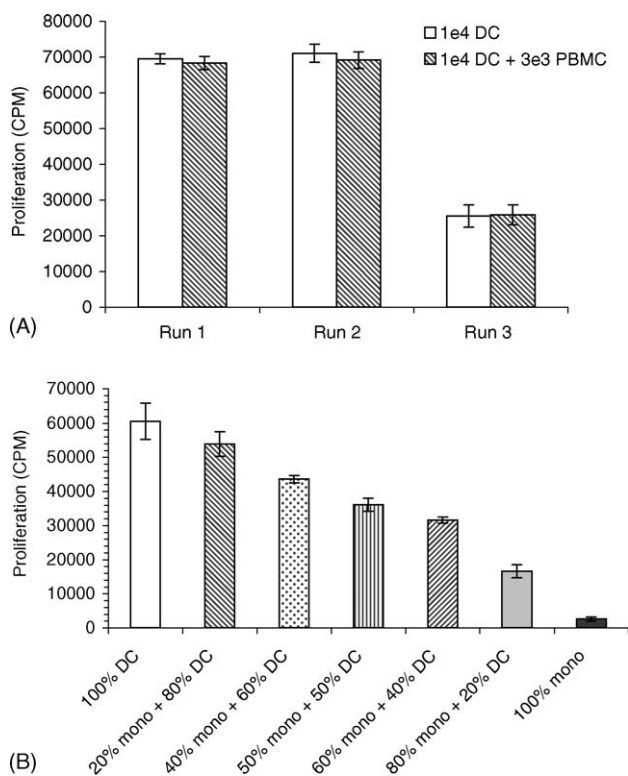 80000
70000
60000
50000
40000
30000
20000
10000
0
Proliferation (CPM)
1e4 DC
1e4 DC + 3e3 PBMC
Run 1
Run 2
Run 3
(A)
70000
60000
50000
40000
30000
20000
10000
0
Proliferation (CPM)
100% DC
20% mono + 80% DC
40% mono + 60% DC
50% mono + 50% DC
60% mono + 40% DC
80% mono + 20% DC
100% mono
(B)